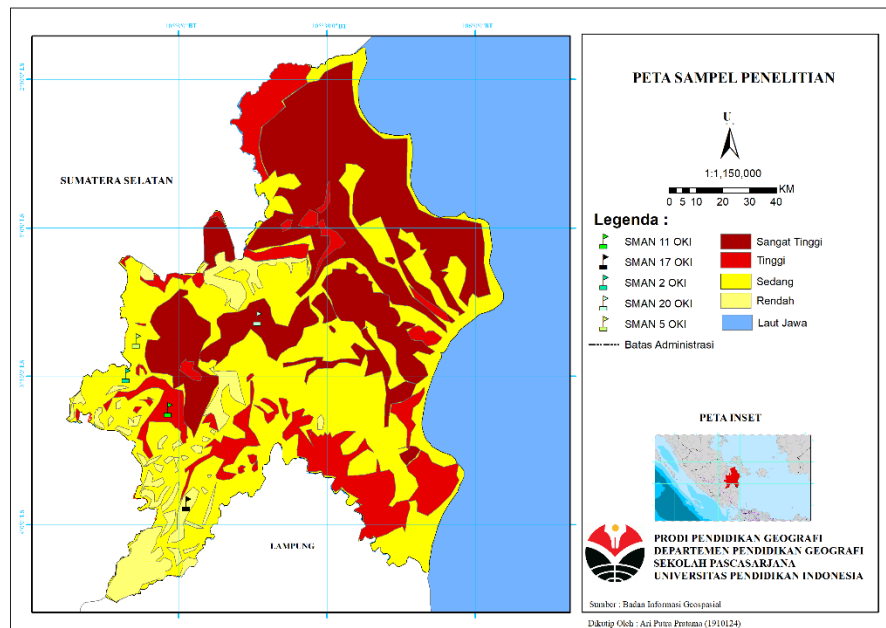 PETA SAMPEL PENELITIAN
U
1:1,150,000
0 5 10 20 30 40 KM
Legenda :
SMAN 11 OKI
SMAN 17 OKI
SMAN 2 OKI
SMAN 20 OKI
SMAN 5 OKI
Batas Administrasi
Sangat Tinggi
Tinggi
Sedang
Rendah
Laut Jawa
SUMATERA SELATAN
LAMPUNG
PETA INSET
PRODI PENDIDIKAN GEOGRAFI
DEPARTEMEN PENDIDIKAN GEOGRAFI
SEKOLAH PASCASARJANA
UNIVERSITAS PENDIDIKAN INDONESIA
Sumber : Badan Informasi Geospasial
Dikutip Oleh : Ari Putra Pratama (1910124)